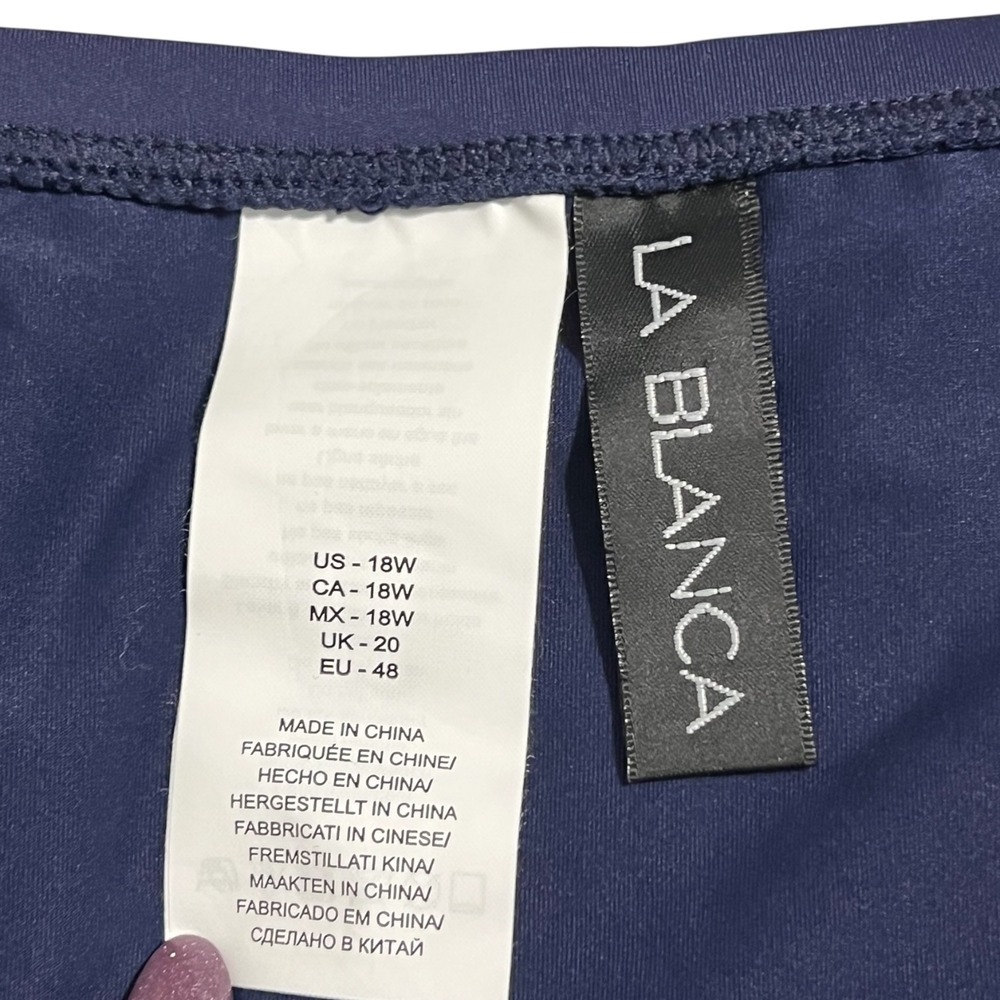 US - 18W
CA - 18W
MX - 18W
UK - 20
EU - 48
MADE IN CHINA
FABRIQUÉE EN CHINE/
HECHO EN CHINA/
HERGESTELLT IN CHINA
FABBRICATI IN CINESE/
FREMSTILLATI KINA/
MAAKTEN IN CHINA/
FABRICADO EM CHINA/
СДЕЛАНО В КИТАЙ
LA BLANCA